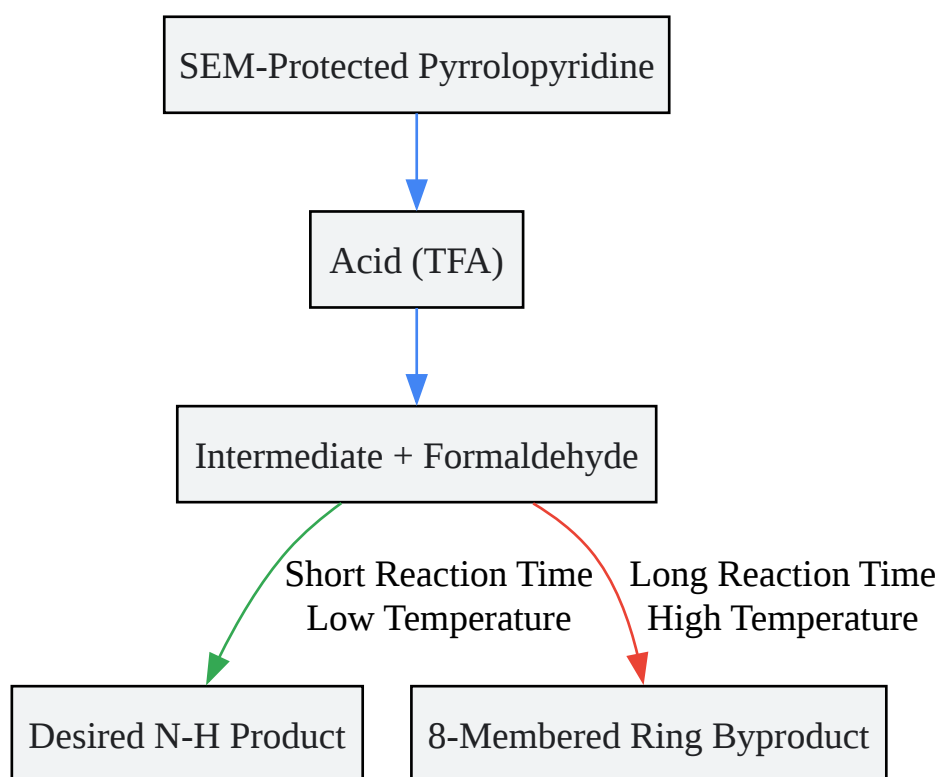 SEM-Protected Pyrrolopyridine
Acid (TFA)
Intermediate + Formaldehyde
Short Reaction Time
Low Temperature
Long Reaction Time
High Temperature
Desired N-H Product
8-Membered Ring Byproduct